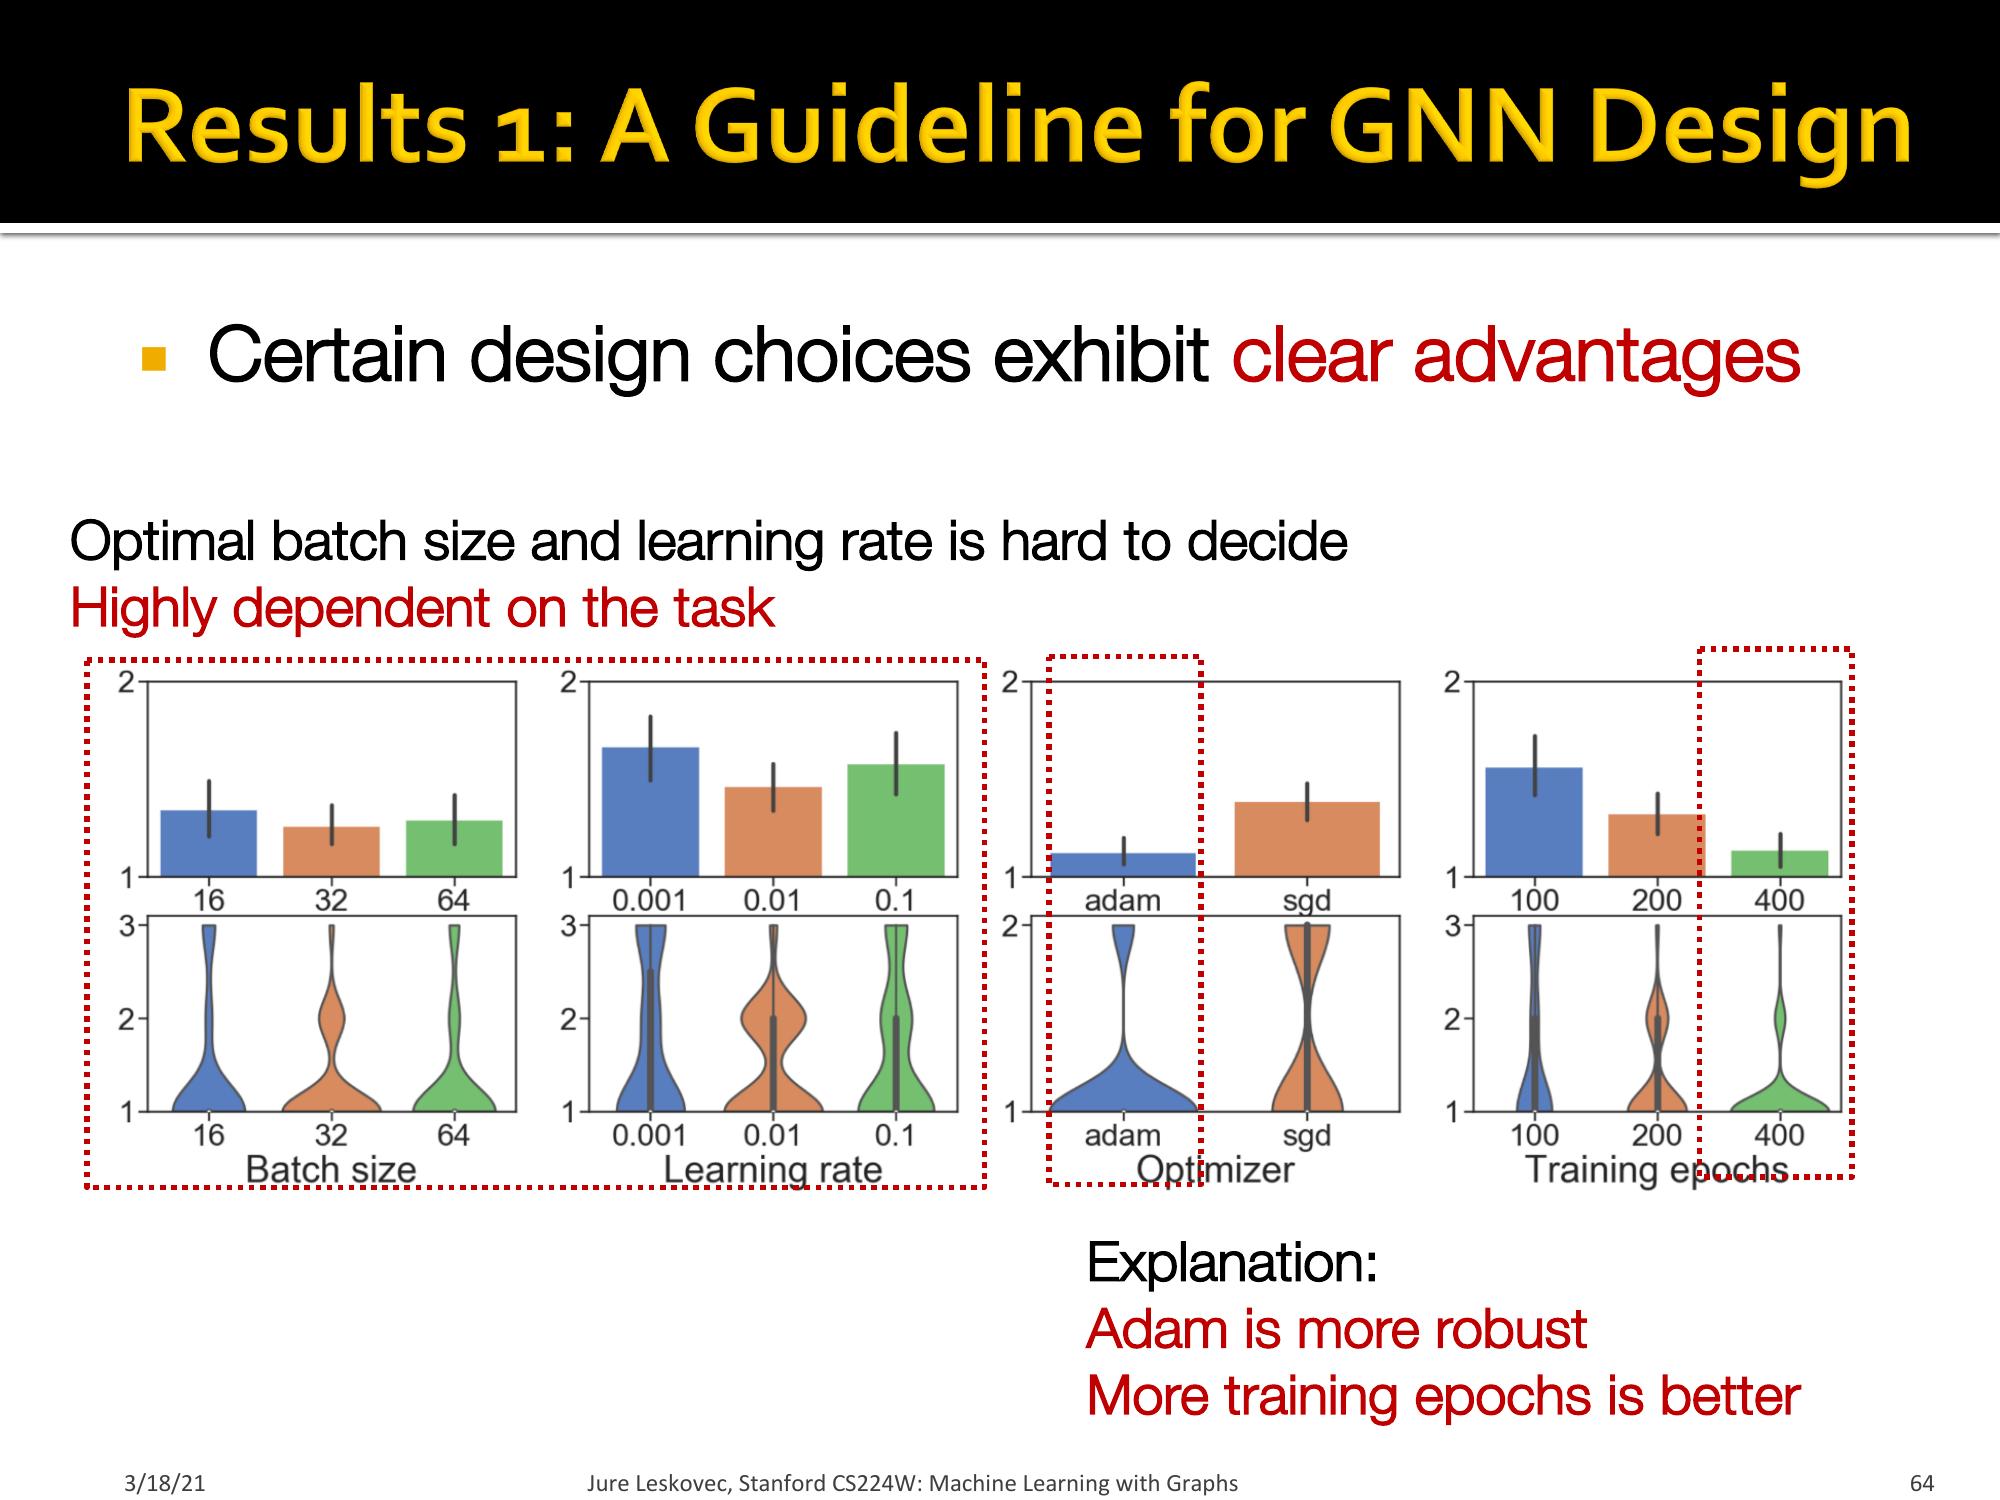 Results 1: A Guideline for GNN Design
Certain design choices exhibit clear advantages
Optimal batch size and learning rate is hard to decide
Highly dependent on the task
2
1
16 32 64
3
2
1
16 32 64
Batch size
2
1
0.001 0.01 0.1
3
2
1
0.001 0.01 0.1
Learning rate
2
1
adam sgd
2
1
adam sgd
Optimizer
2
1
100 200 400
3
2
1
100 200 400
Training epochs
Explanation:
Adam is more robust
More training epochs is better
3/18/21
Jure Leskovec, Stanford CS224W: Machine Learning with Graphs
64